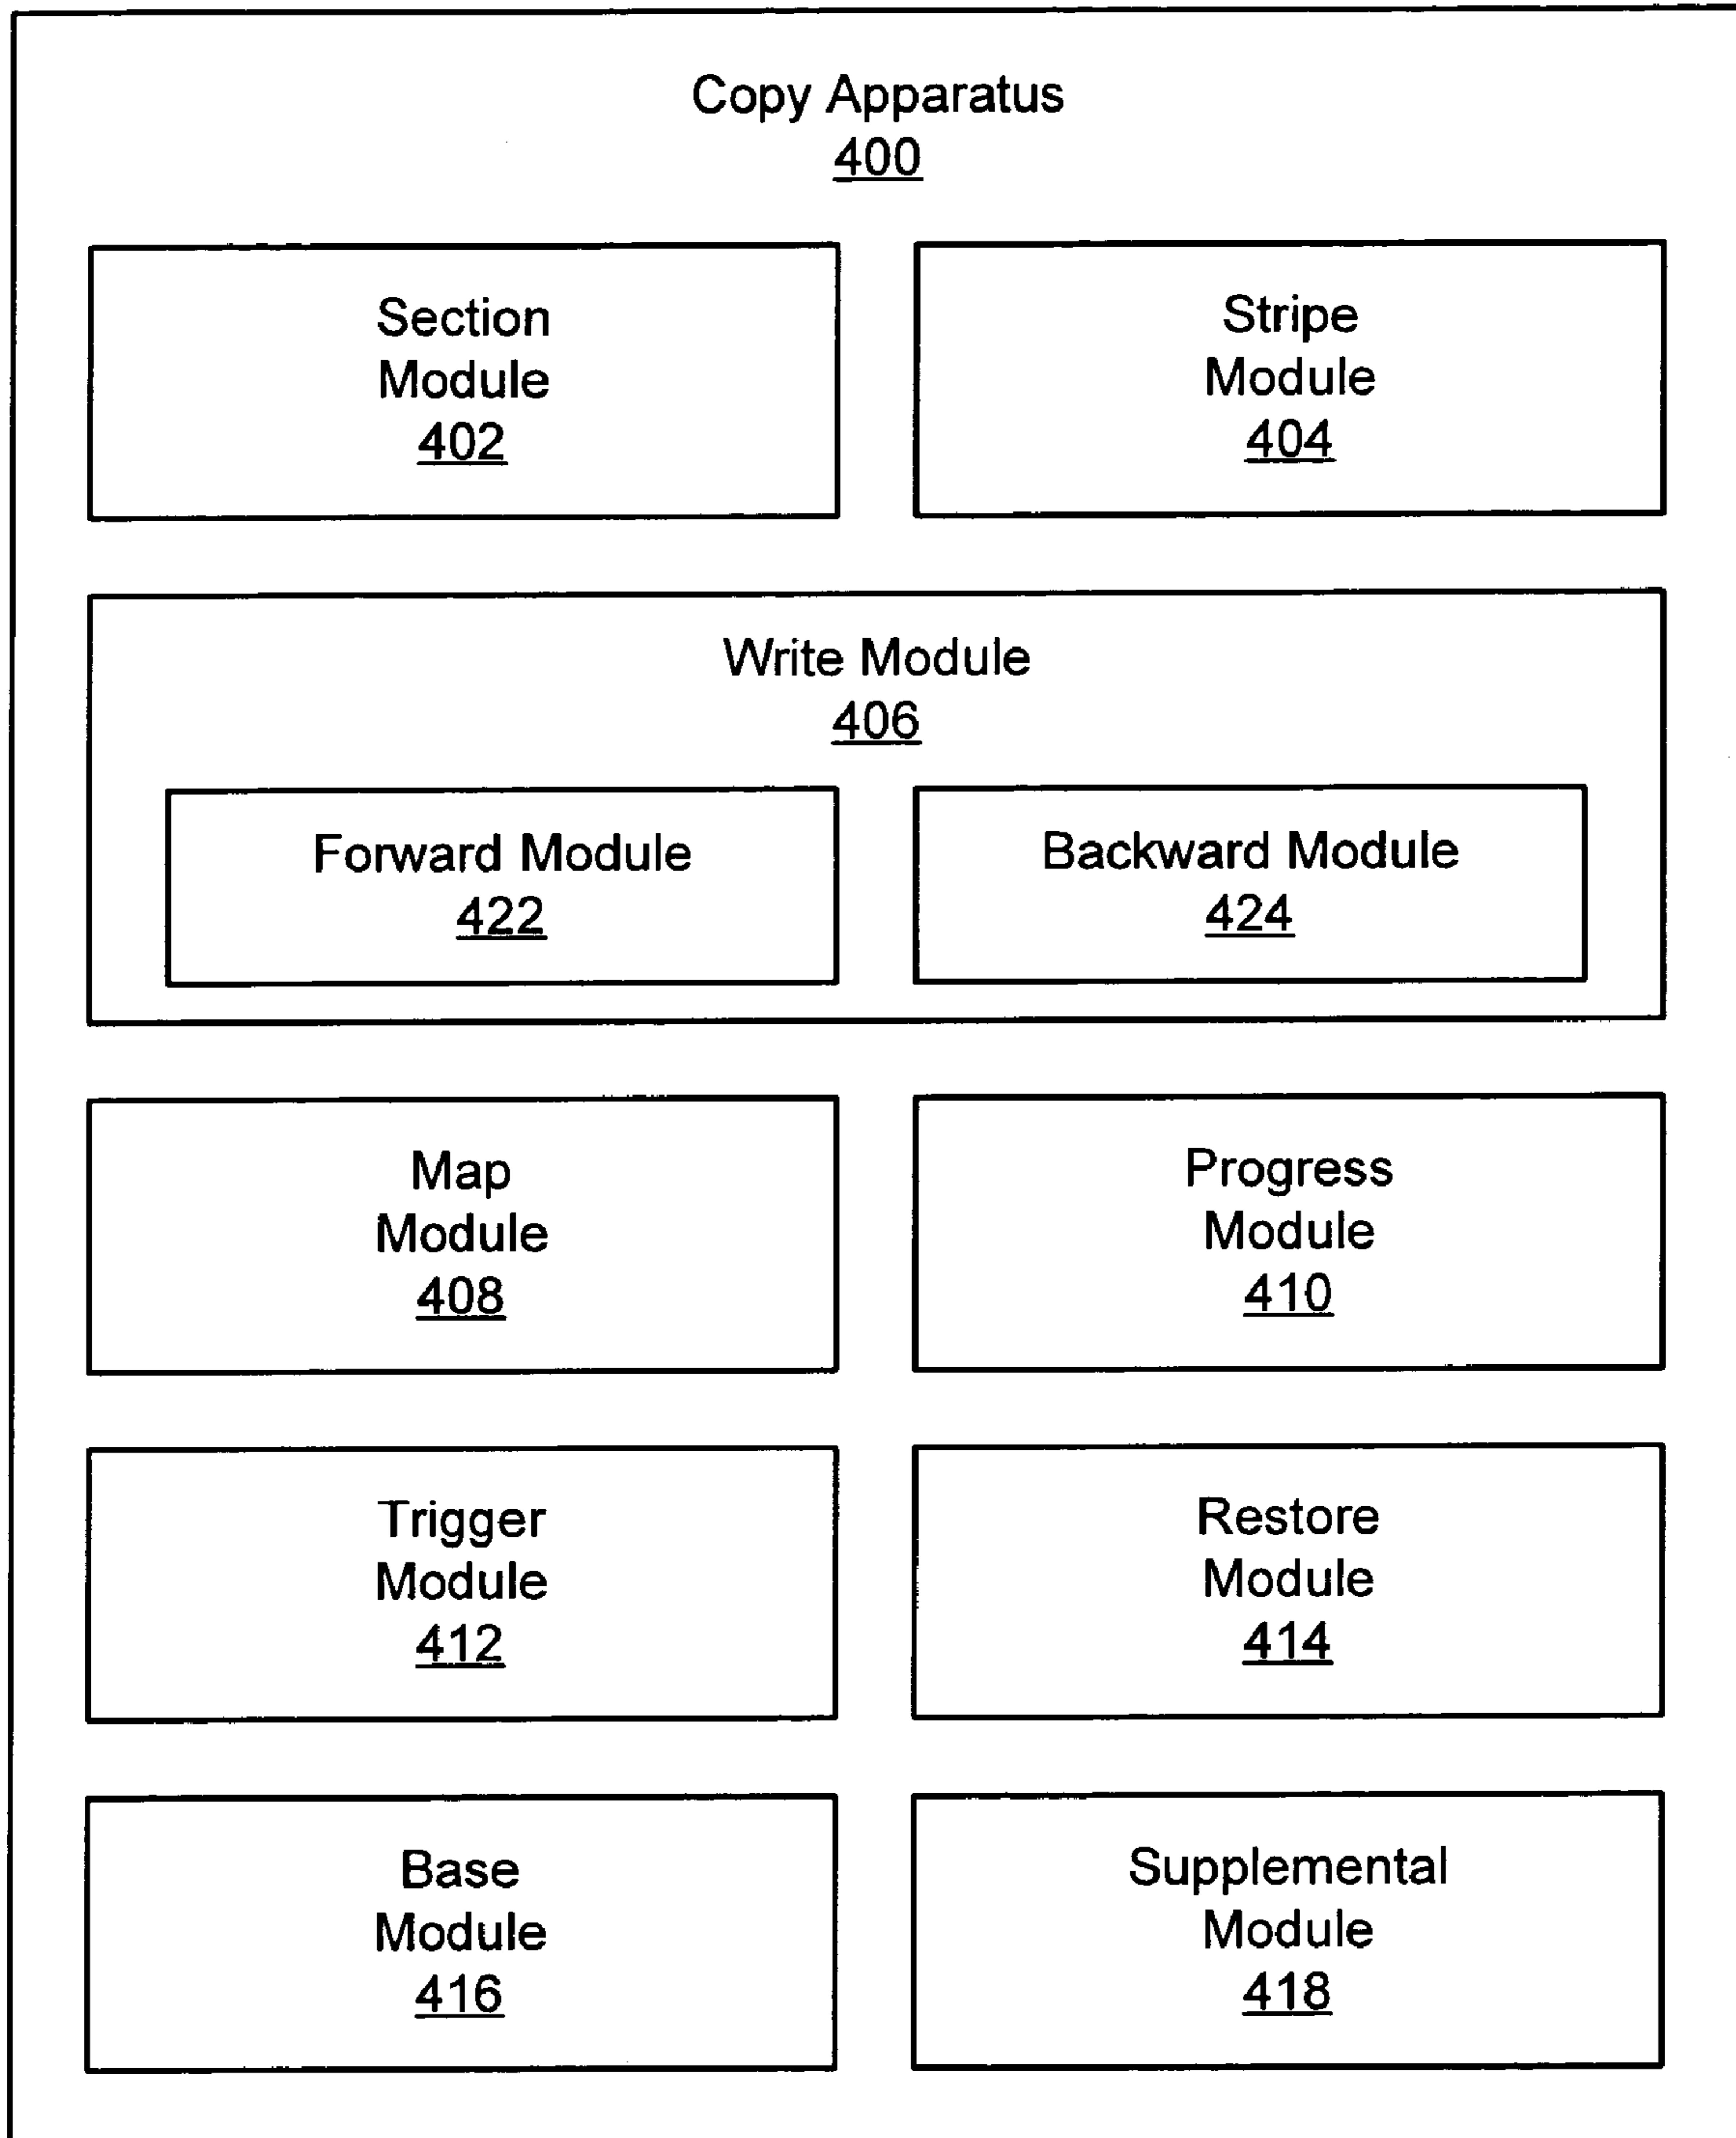 Copy Apparatus
400
Section
Module
402
Stripe
Module
404
Write Module
406
Forward Module
422
Backward Module
424
Map
Module
408
Progress
Module
410
Trigger
Module
412
Restore
Module
414
Base
Module
416
Supplemental
Module
418